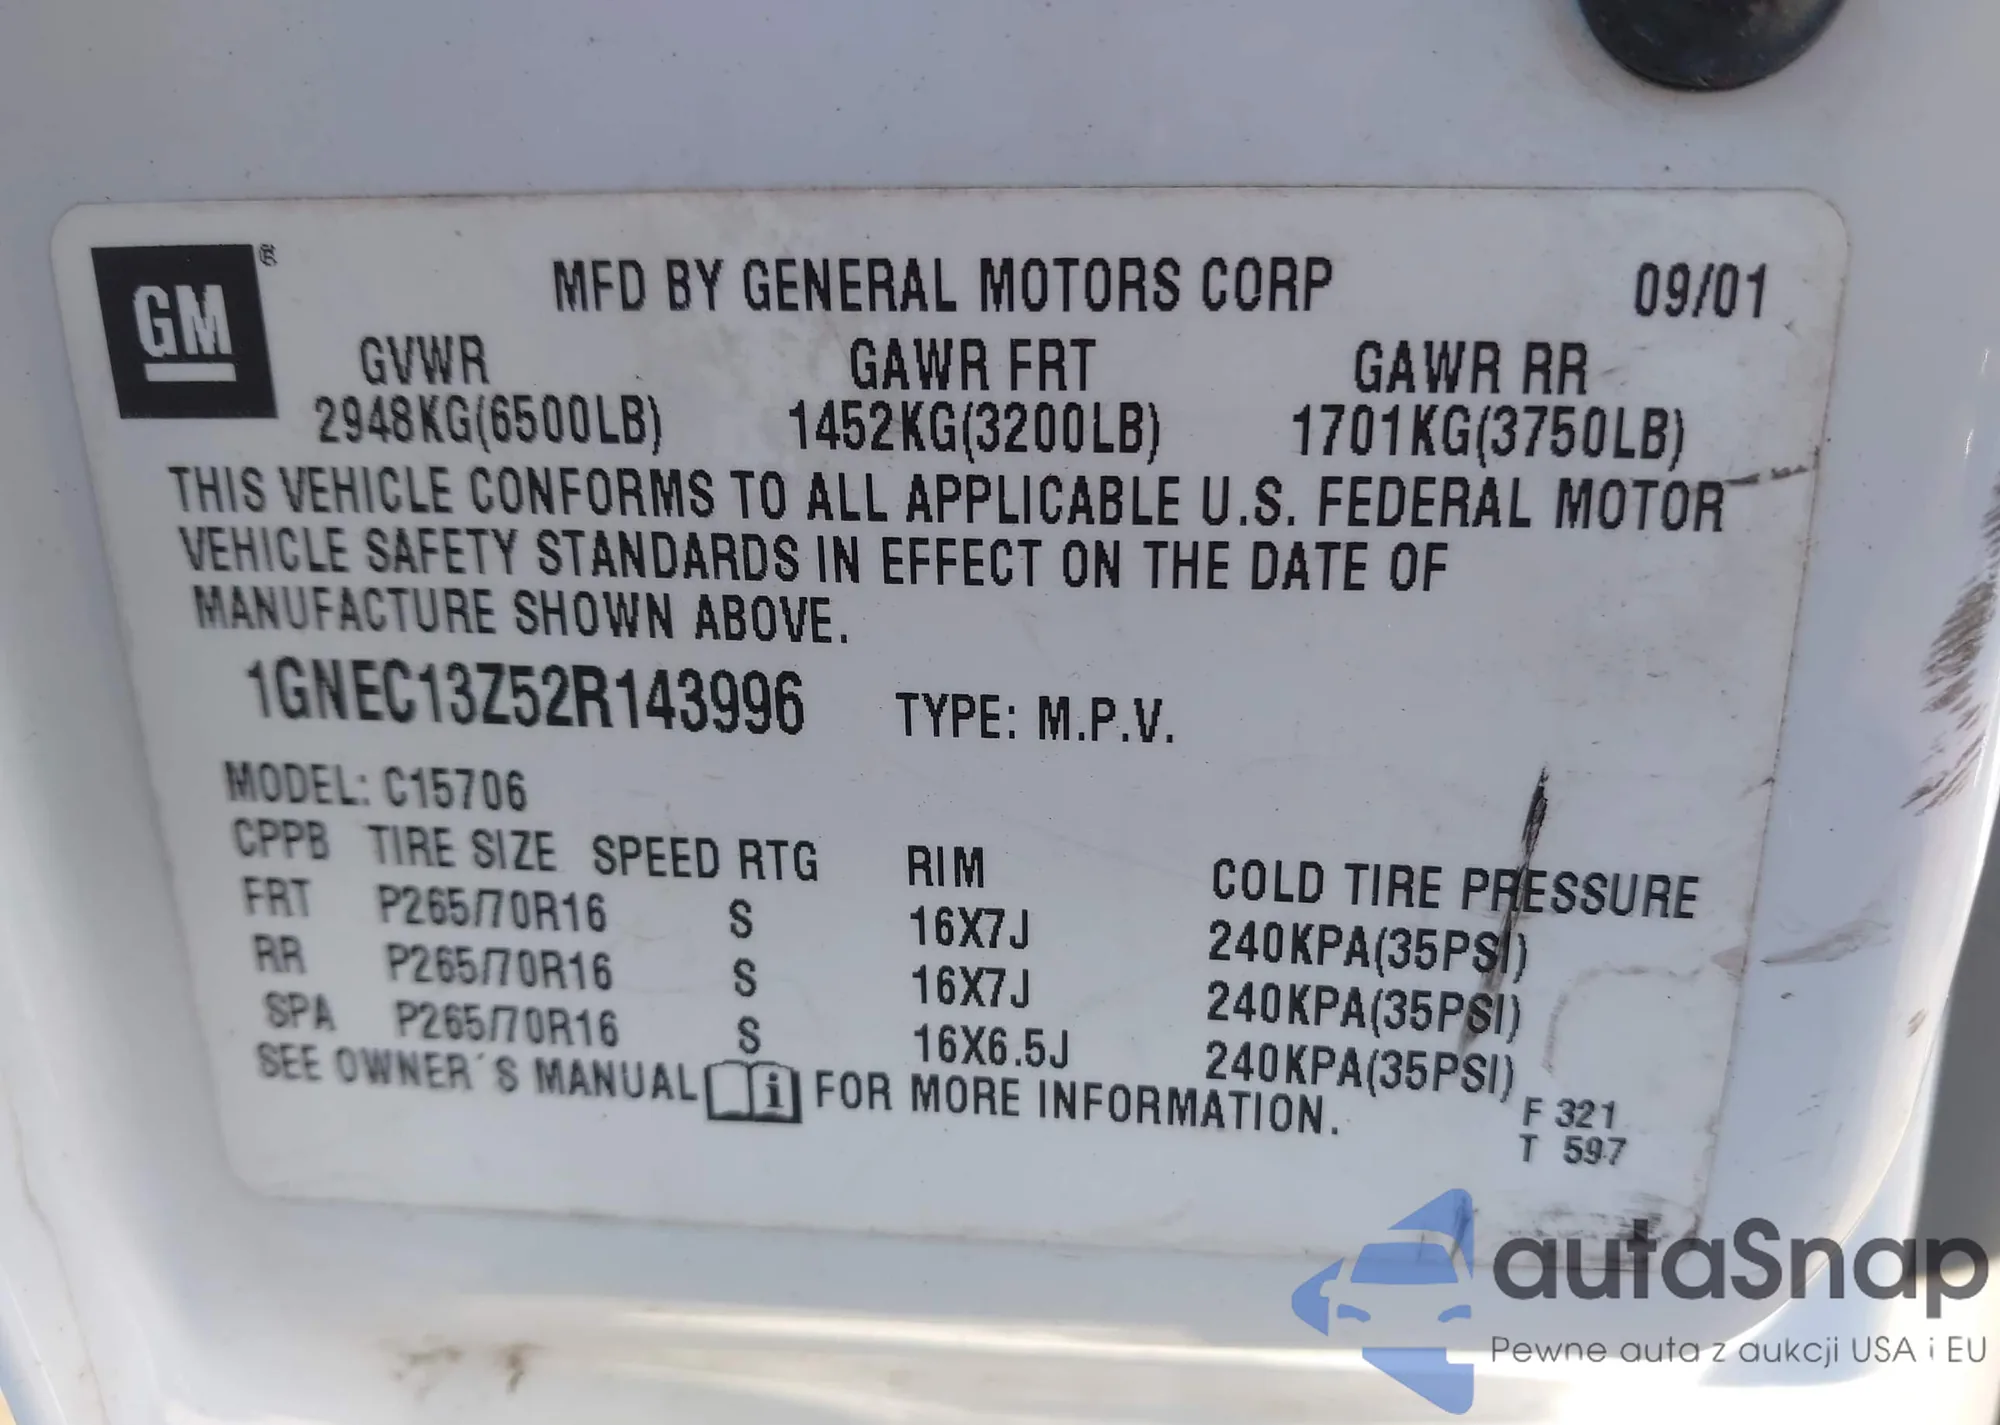 GM ® MFD BY GENERAL MOTORS CORP 09/01
GVWR GAWR FRT GAWR RR
2948KG(6500LB) 1452KG(3200LB) 1701KG(3750LB)
THIS VEHICLE CONFORMS TO ALL APPLICABLE U.S. FEDERAL MOTOR
VEHICLE SAFETY STANDARDS IN EFFECT ON THE DATE OF
MANUFACTURE SHOWN ABOVE.
1GNEC13Z52R143996 TYPE: M.P.V.
MODEL: C15706
CPPB TIRE SIZE SPEED RTG RIM COLD TIRE PRESSURE
FRT P265/70R16 S 16X7J 240KPA(35PSI)
RR P265/70R16 S 16X7J 240KPA(35PSI)
SPA P265/70R16 S 16X6.5J 240KPA(35PSI)
SEE OWNER´S MANUAL FOR MORE INFORMATION.
F 321
T 597
autaSnap
Pewne auta z aukcji USA i EU